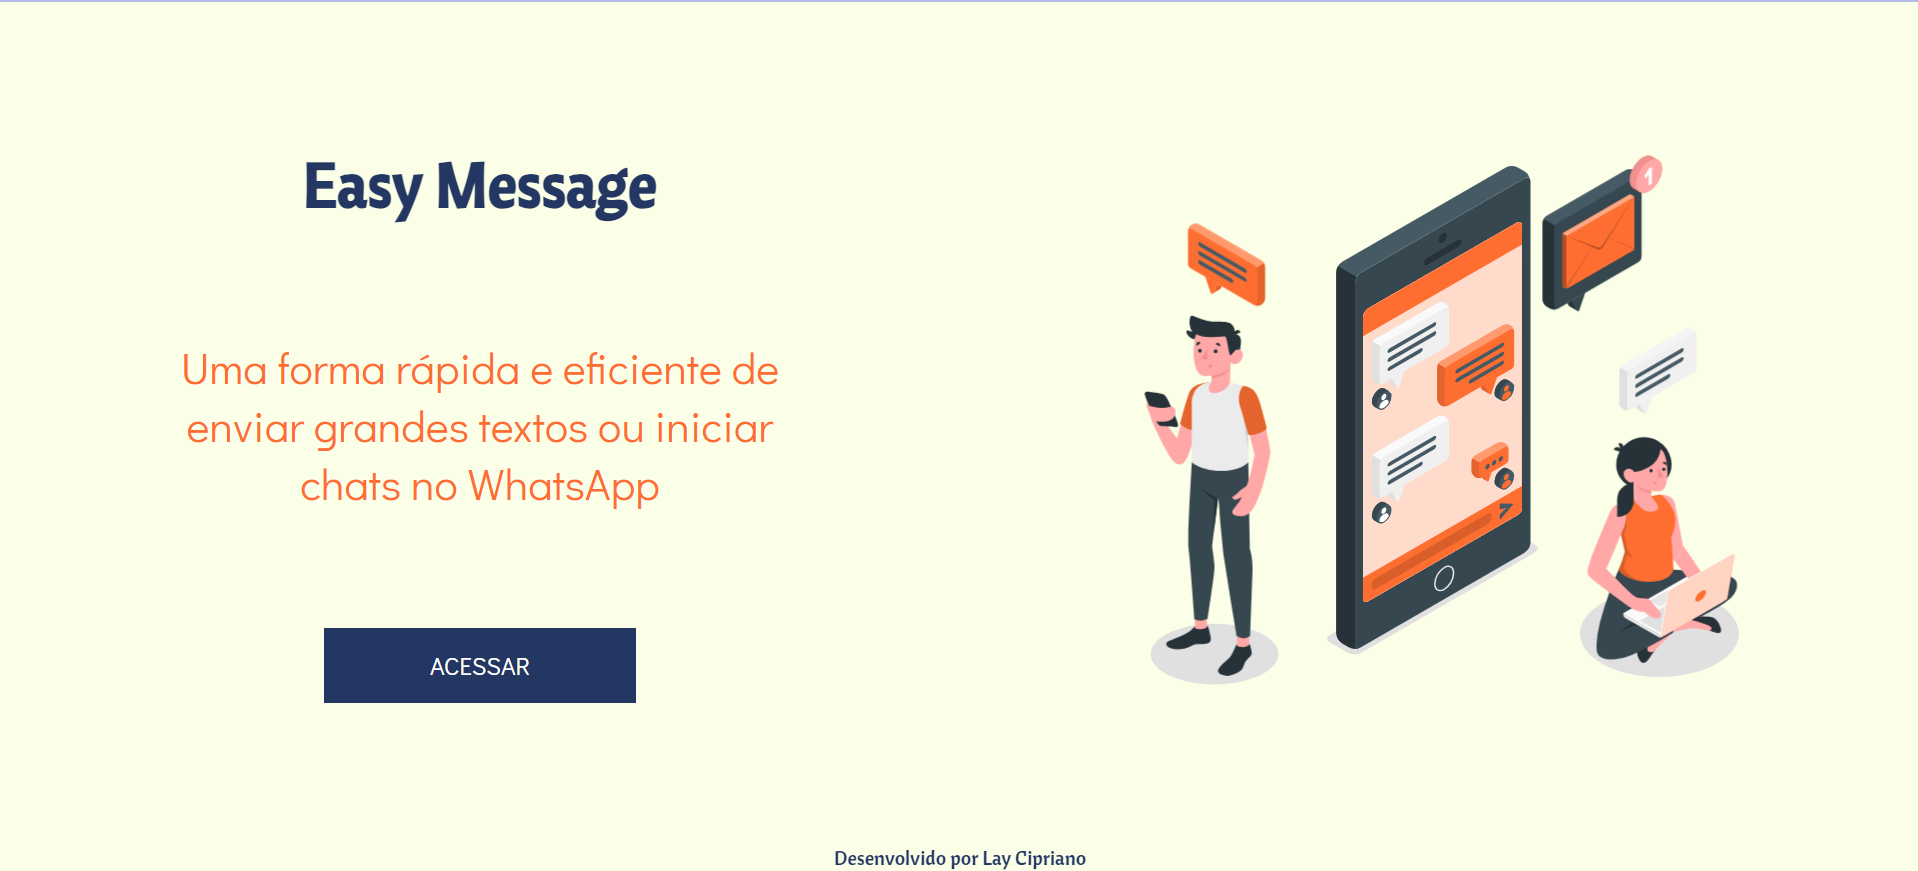 Easy Message
Uma forma rápida e eficiente de
enviar grandes textos ou iniciar
chats no WhatsApp
ACESSAR
1
Desenvolvido por Lay Cipriano